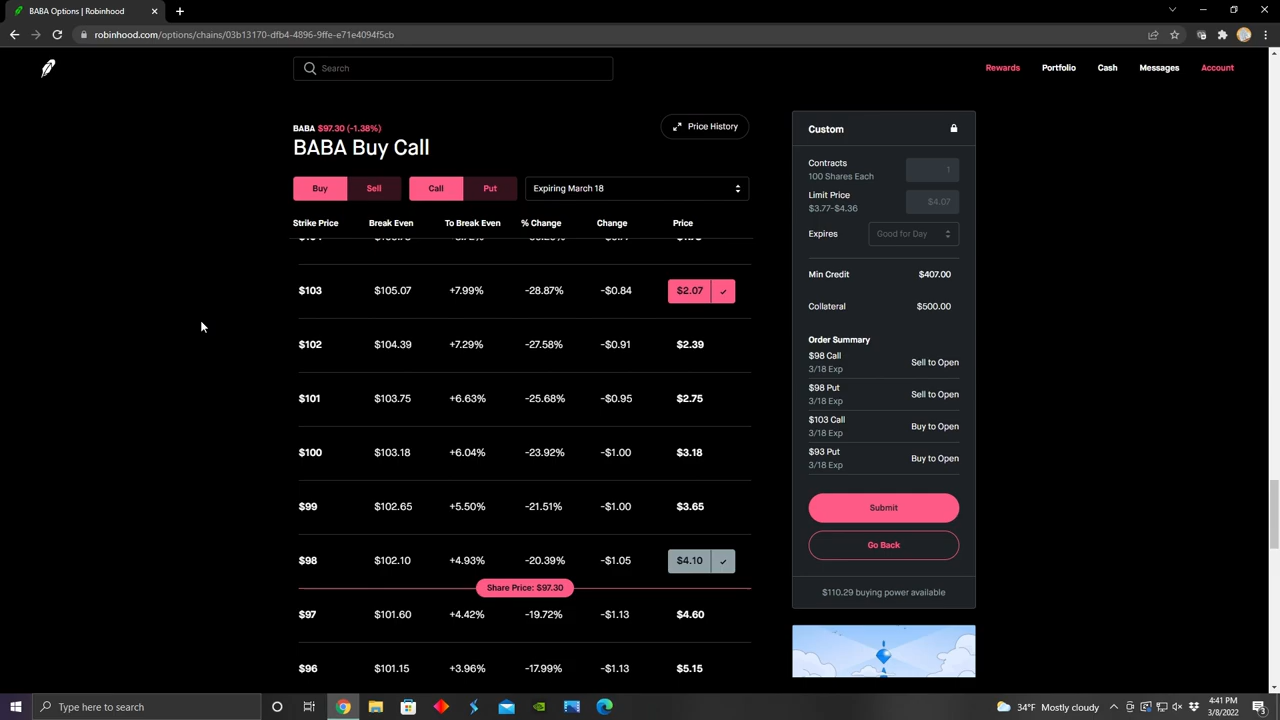 BABA Options | Robinhood
robinhood.com/options/chains/03b13170-dfb4-4896-9ffe-e71e4094f5cb
Search
Rewards Portfolio Cash Messages Account
BABA $97.30 (-1.38%)
BABA Buy Call
Price History
Buy Sell Call Put Expiring March 18
Strike Price Break Even To Break Even % Change Change Price
$103 $105.07 +7.99% -28.87% -$0.84 $2.07
$102 $104.39 +7.29% -27.58% -$0.91 $2.39
$101 $103.75 +6.63% -25.68% -$0.95 $2.75
$100 $103.18 +6.04% -23.92% -$1.00 $3.18
$99 $102.65 +5.50% -21.51% -$1.00 $3.65
$98 $102.10 +4.93% -20.39% -$1.05 $4.10
Share Price: $97.30
$97 $101.60 +4.42% -19.72% -$1.13 $4.60
$96 $101.15 +3.96% -17.99% -$1.13 $5.15
Custom
Contracts
100 Shares Each
1
Limit Price
$3.77-$4.36
$4.07
Expires Good for Day
Min Credit $407.00
Collateral $500.00
Order Summary
$98 Call
3/18 Exp
Sell to Open
$98 Put
3/18 Exp
Sell to Open
$103 Call
3/18 Exp
Buy to Open
$93 Put
3/18 Exp
Buy to Open
Submit
Go Back
$110.29 buying power available
Type here to search
34°F Mostly cloudy
4:41 PM
3/8/2022